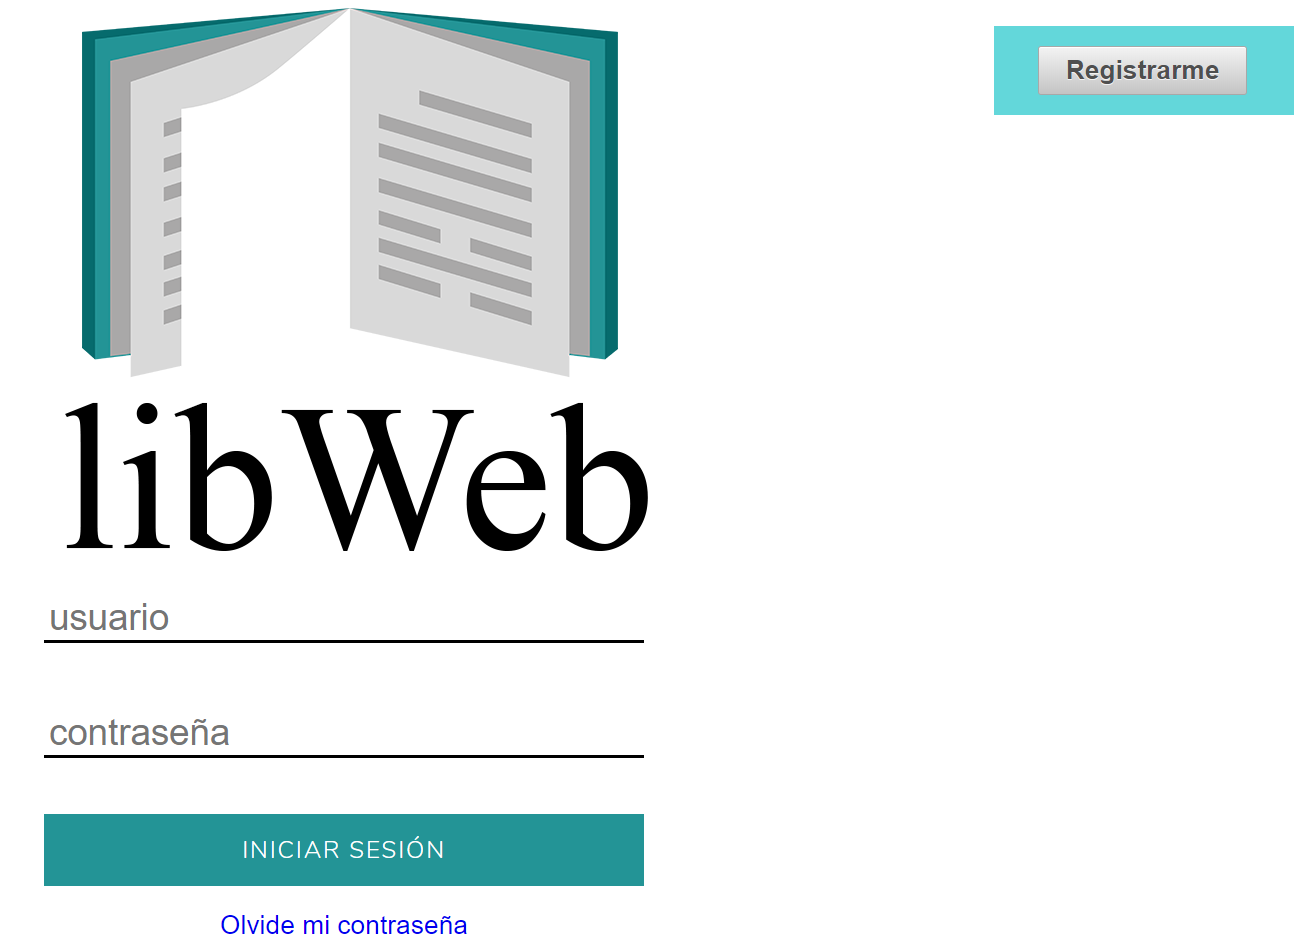 Registrarme
libWeb
usuario
contraseña
INICIAR SESIÓN
Olvide mi contraseña